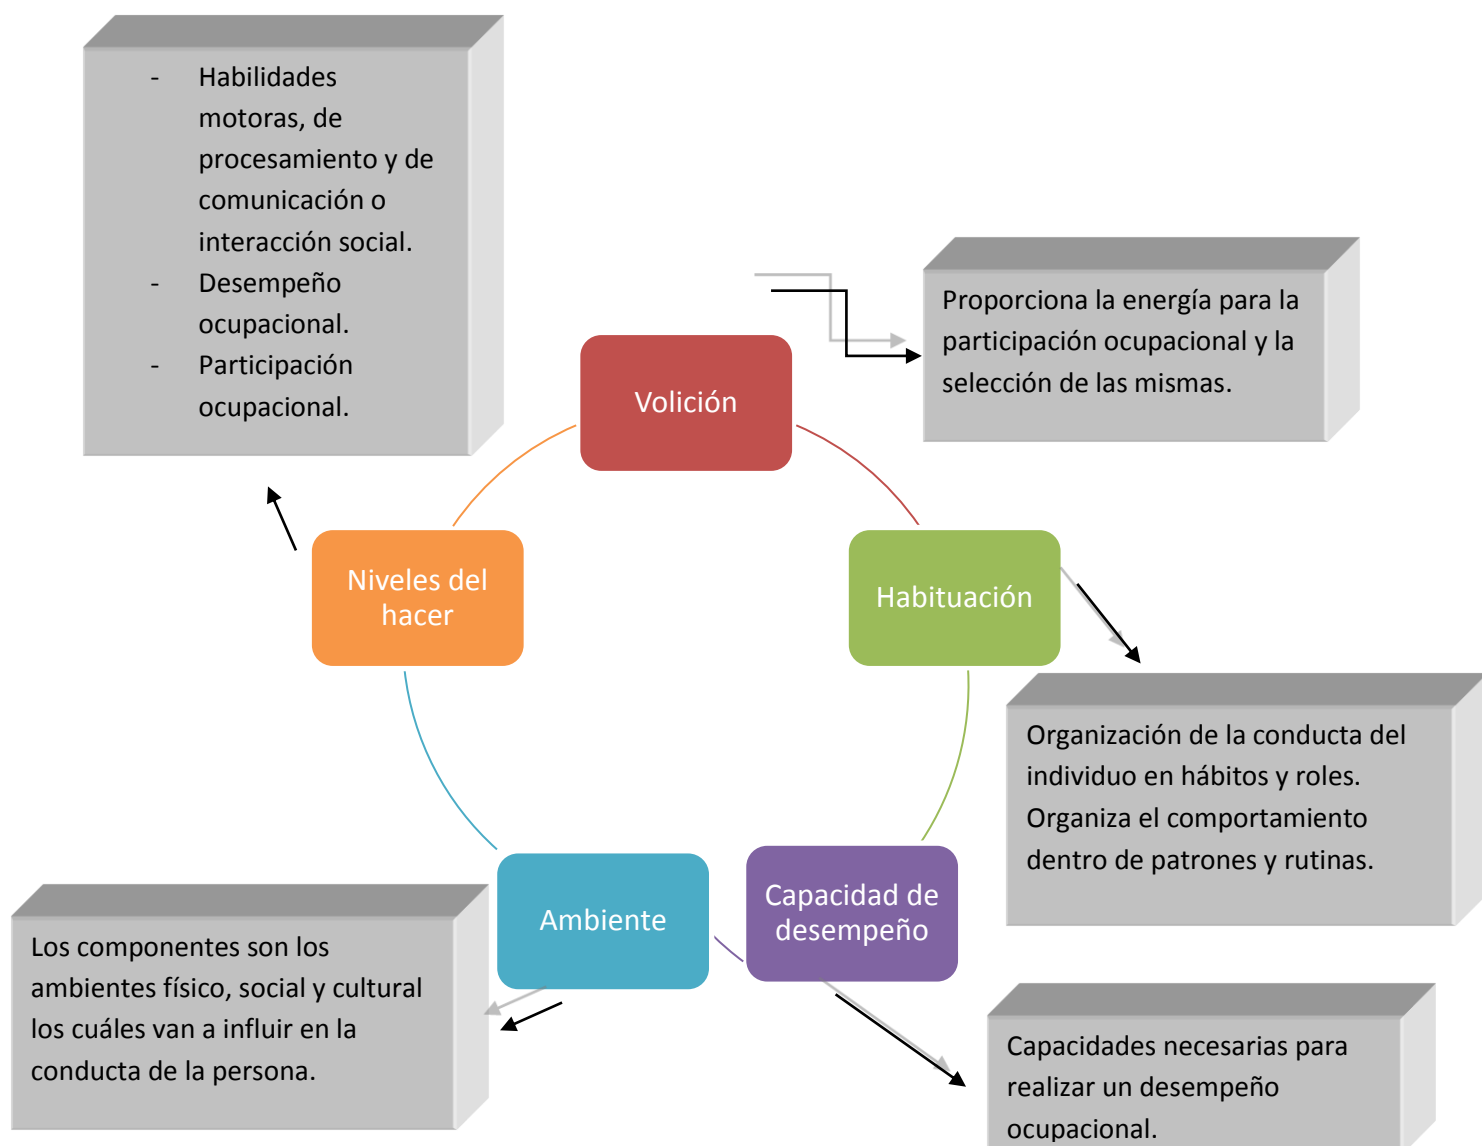 - Habilidades
motoras, de
procesamiento y de
comunicación o
interacción social.
- Desempeño
ocupacional.
- Participación
ocupacional.
Proporciona la energía para la
participación ocupacional y la
selección de las mismas.
Volición
Niveles del
hacer
Habituación
Organización de la conducta del
individuo en hábitos y roles.
Organiza el comportamiento
dentro de patrones y rutinas.
Ambiente
Capacidad de
desempeño
Los componentes son los
ambientes físico, social y cultural
los cuáles van a influir en la
conducta de la persona.
Capacidades necesarias para
realizar un desempeño
ocupacional.